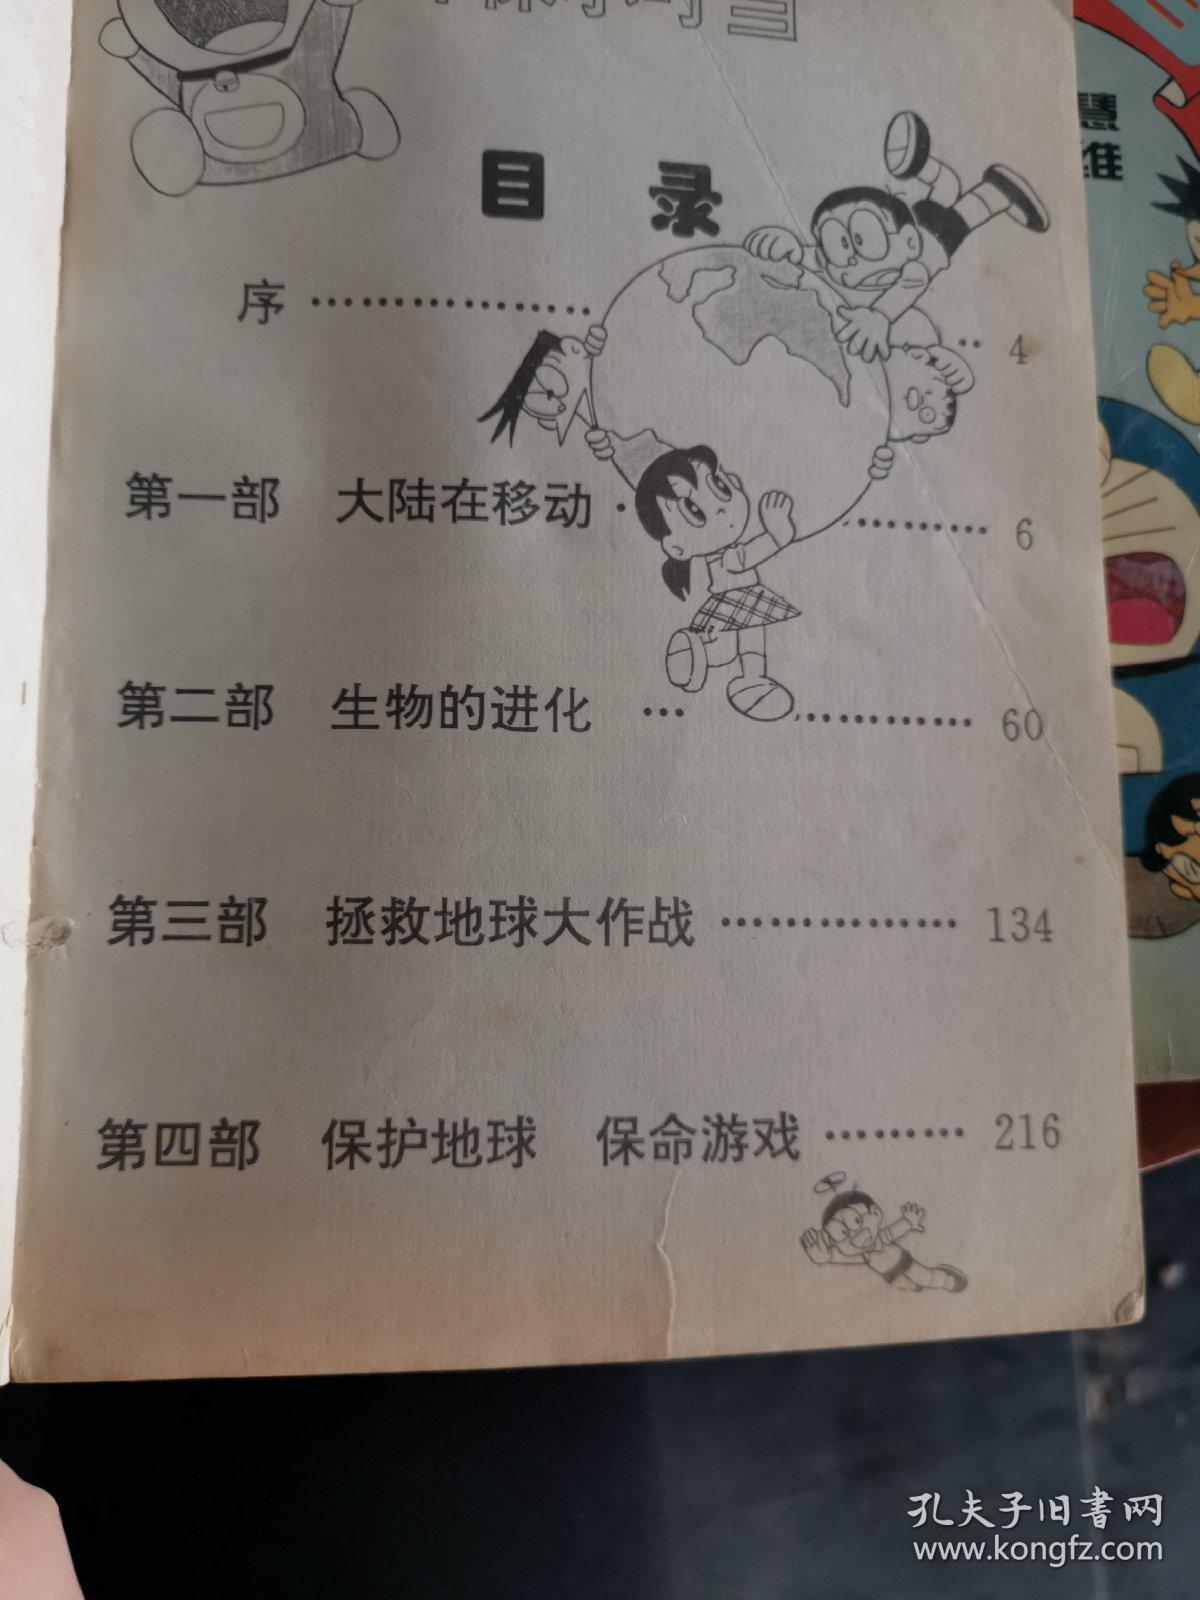 目 录
序 ……………… 4
第一部 大陆在移动 ……… 6
第二部 生物的进化 ……… 60
第三部 拯救地球大作战 ……………… 134
第四部 保护地球 保命游戏 ……… 216
慧
维
孔夫子旧书网
www.kongfz.com